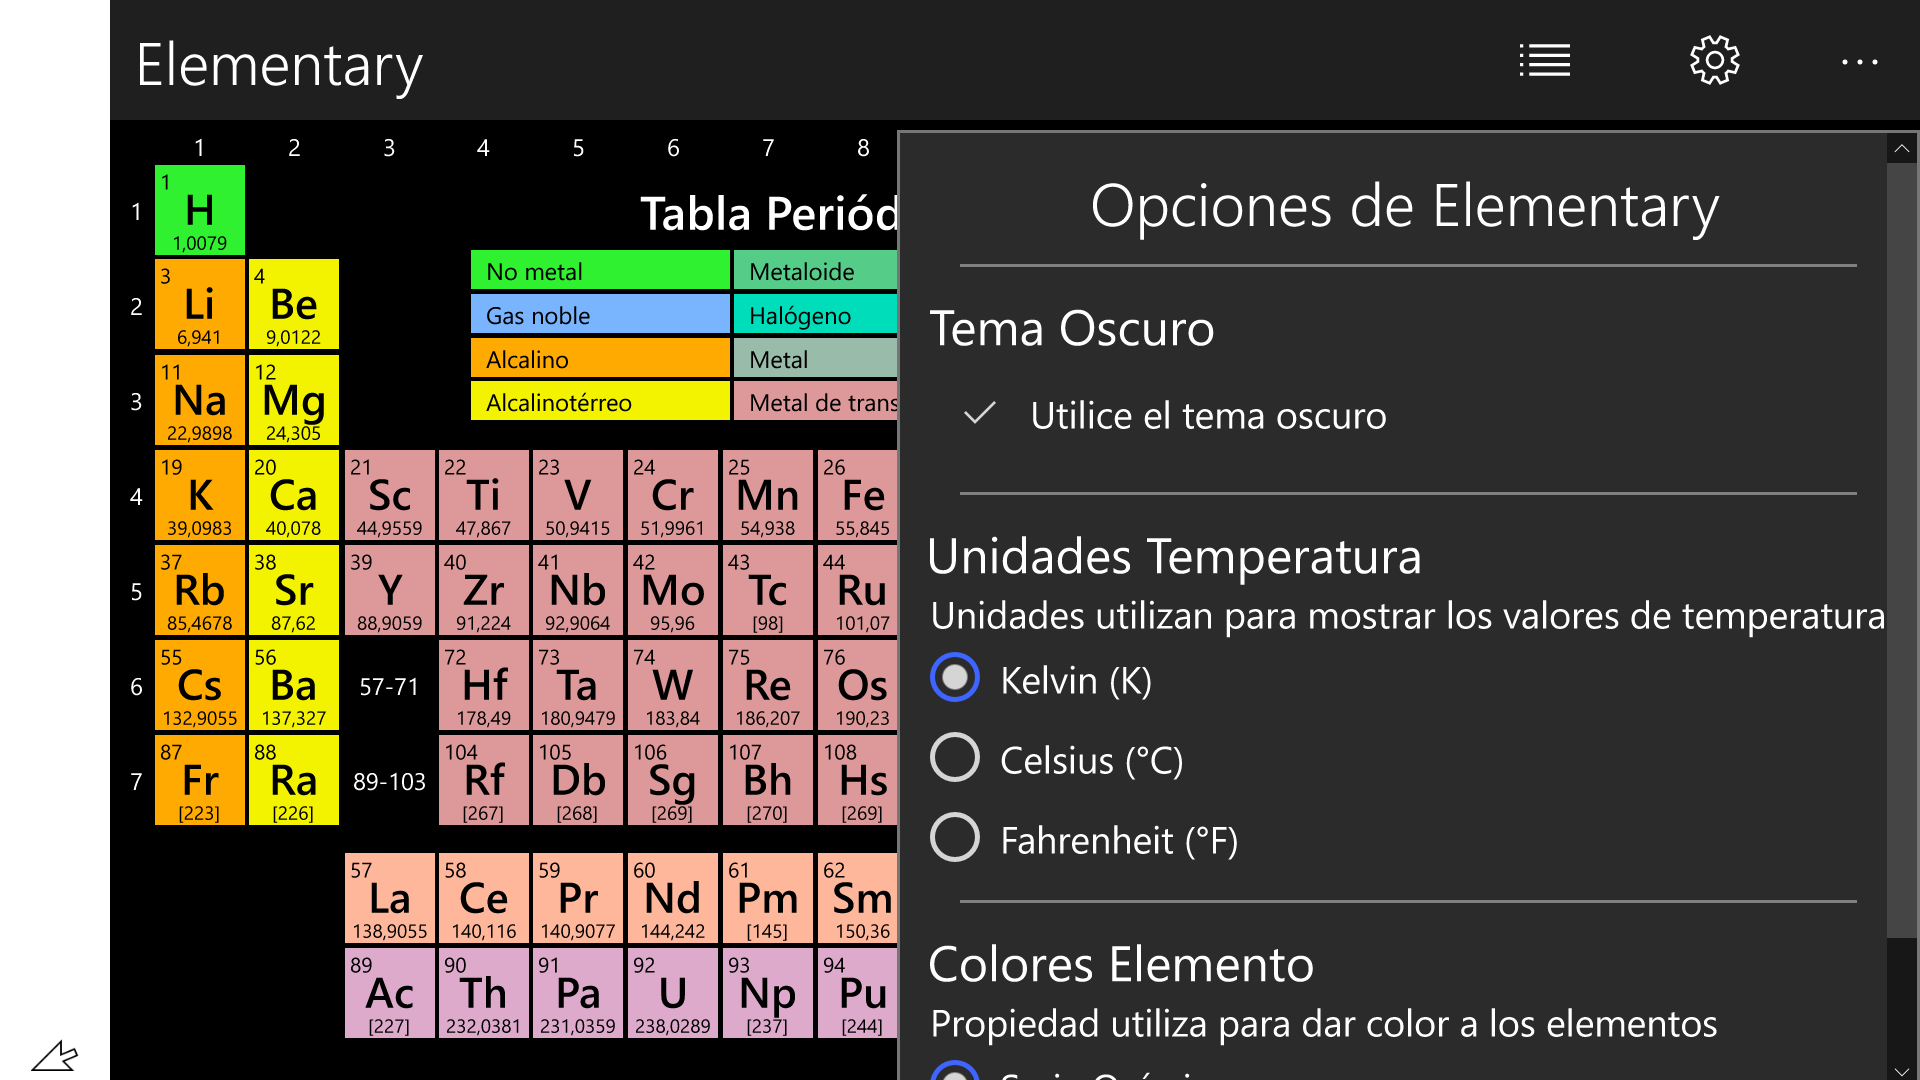 Elementary
1 2 3 4 5 6 7 8
Tabla Periód
No metal Metaloide
Gas noble Halógeno
Alcalino Metal
Alcalinotérreo Metal de trans
1
1 H 1,0079
2
3 Li 6,941
4 Be 9,0122
3
11 Na 22,9898
12 Mg 24,305
4
19 K 39,0983
20 Ca 40,078
21 Sc 44,9559
22 Ti 47,867
23 V 50,9415
24 Cr 51,9961
25 Mn 54,938
26 Fe 55,845
5
37 Rb 85,4678
38 Sr 87,62
39 Y 88,9059
40 Zr 91,224
41 Nb 92,9064
42 Mo 95,96
43 Tc [98]
44 Ru 101,07
6
55 Cs 132,9055
56 Ba 137,327
57-71
72 Hf 178,49
73 Ta 180,9479
74 W 183,84
75 Re 186,207
76 Os 190,23
7
87 Fr [223]
88 Ra [226]
89-103
104 Rf [267]
105 Db [268]
106 Sg [269]
107 Bh [270]
108 Hs [269]
57 La 138,9055
58 Ce 140,116
59 Pr 140,9077
60 Nd 144,242
61 Pm [145]
62 Sm 150,36
89 Ac [227]
90 Th 232,0381
91 Pa 231,0359
92 U 238,0289
93 Np [237]
94 Pu [244]
Opciones de Elementary
Tema Oscuro
Utilice el tema oscuro
Unidades Temperatura
Unidades utilizan para mostrar los valores de temperatura
Kelvin (K)
Celsius (°C)
Fahrenheit (°F)
Colores Elemento
Propiedad utiliza para dar color a los elementos